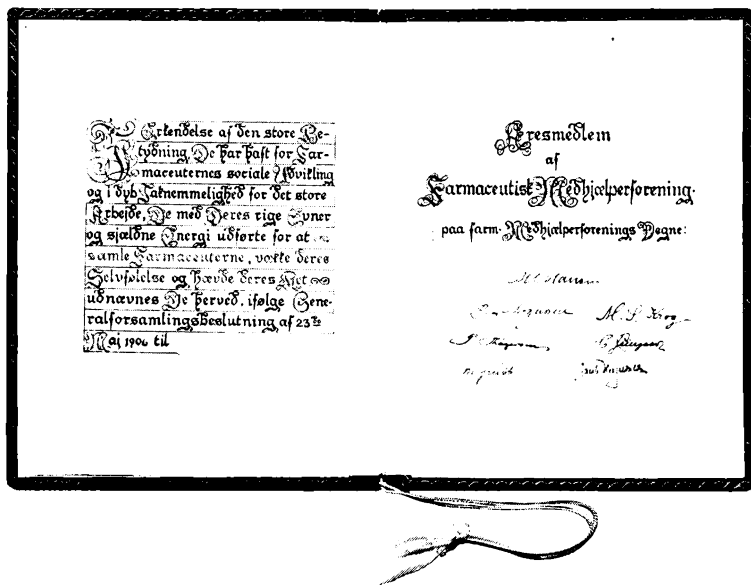 I Erkendelse af den store Be-
tydning, De har haft for Far-
maceuternes sociale Udvikling
og i dyb Taknemmelighed for det store
Arbejde, De med Deres rige Evner
og sjældne Energi udførte for at
samle Farmaceuterne, vække deres
Selvfølelse og hævde deres Ret
udnævnes De herved, ifølge Gene-
ralforsamlingsbeslutning af 23de
Maj 1906 til
Æresmedlem
af
Farmaceutisk Medhjælperforening.
paa farm. Medhjælperforenings Vegne:
M. Krog